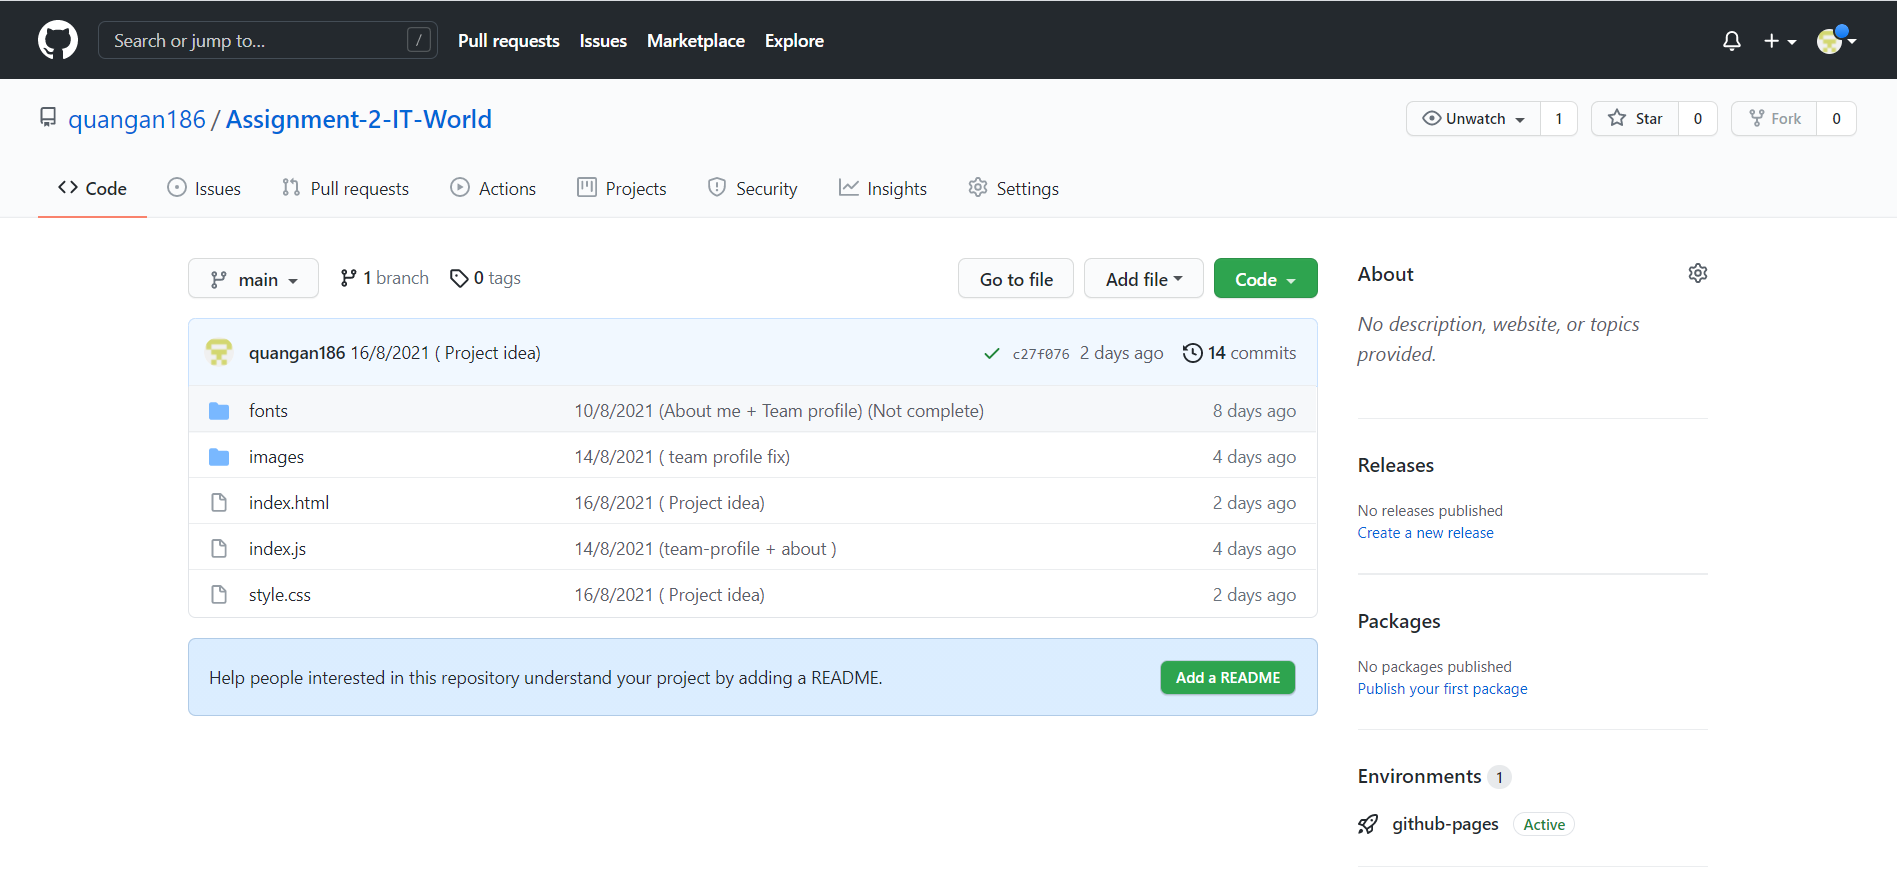 Search or jump to... /
Pull requests Issues Marketplace Explore
quangan186 / Assignment-2-IT-World
Unwatch 1 Star 0 Fork 0
Code Issues Pull requests Actions Projects Security Insights Settings
main 1 branch 0 tags Go to file Add file Code
quangan186 16/8/2021 ( Project idea) c27f076 2 days ago 14 commits
fonts 10/8/2021 (About me + Team profile) (Not complete) 8 days ago
images 14/8/2021 ( team profile fix) 4 days ago
index.html 16/8/2021 ( Project idea) 2 days ago
index.js 14/8/2021 (team-profile + about ) 4 days ago
style.css 16/8/2021 ( Project idea) 2 days ago
Help people interested in this repository understand your project by adding a README. Add a README
About
No description, website, or topics
provided.
Releases
No releases published
Create a new release
Packages
No packages published
Publish your first package
Environments 1
github-pages Active